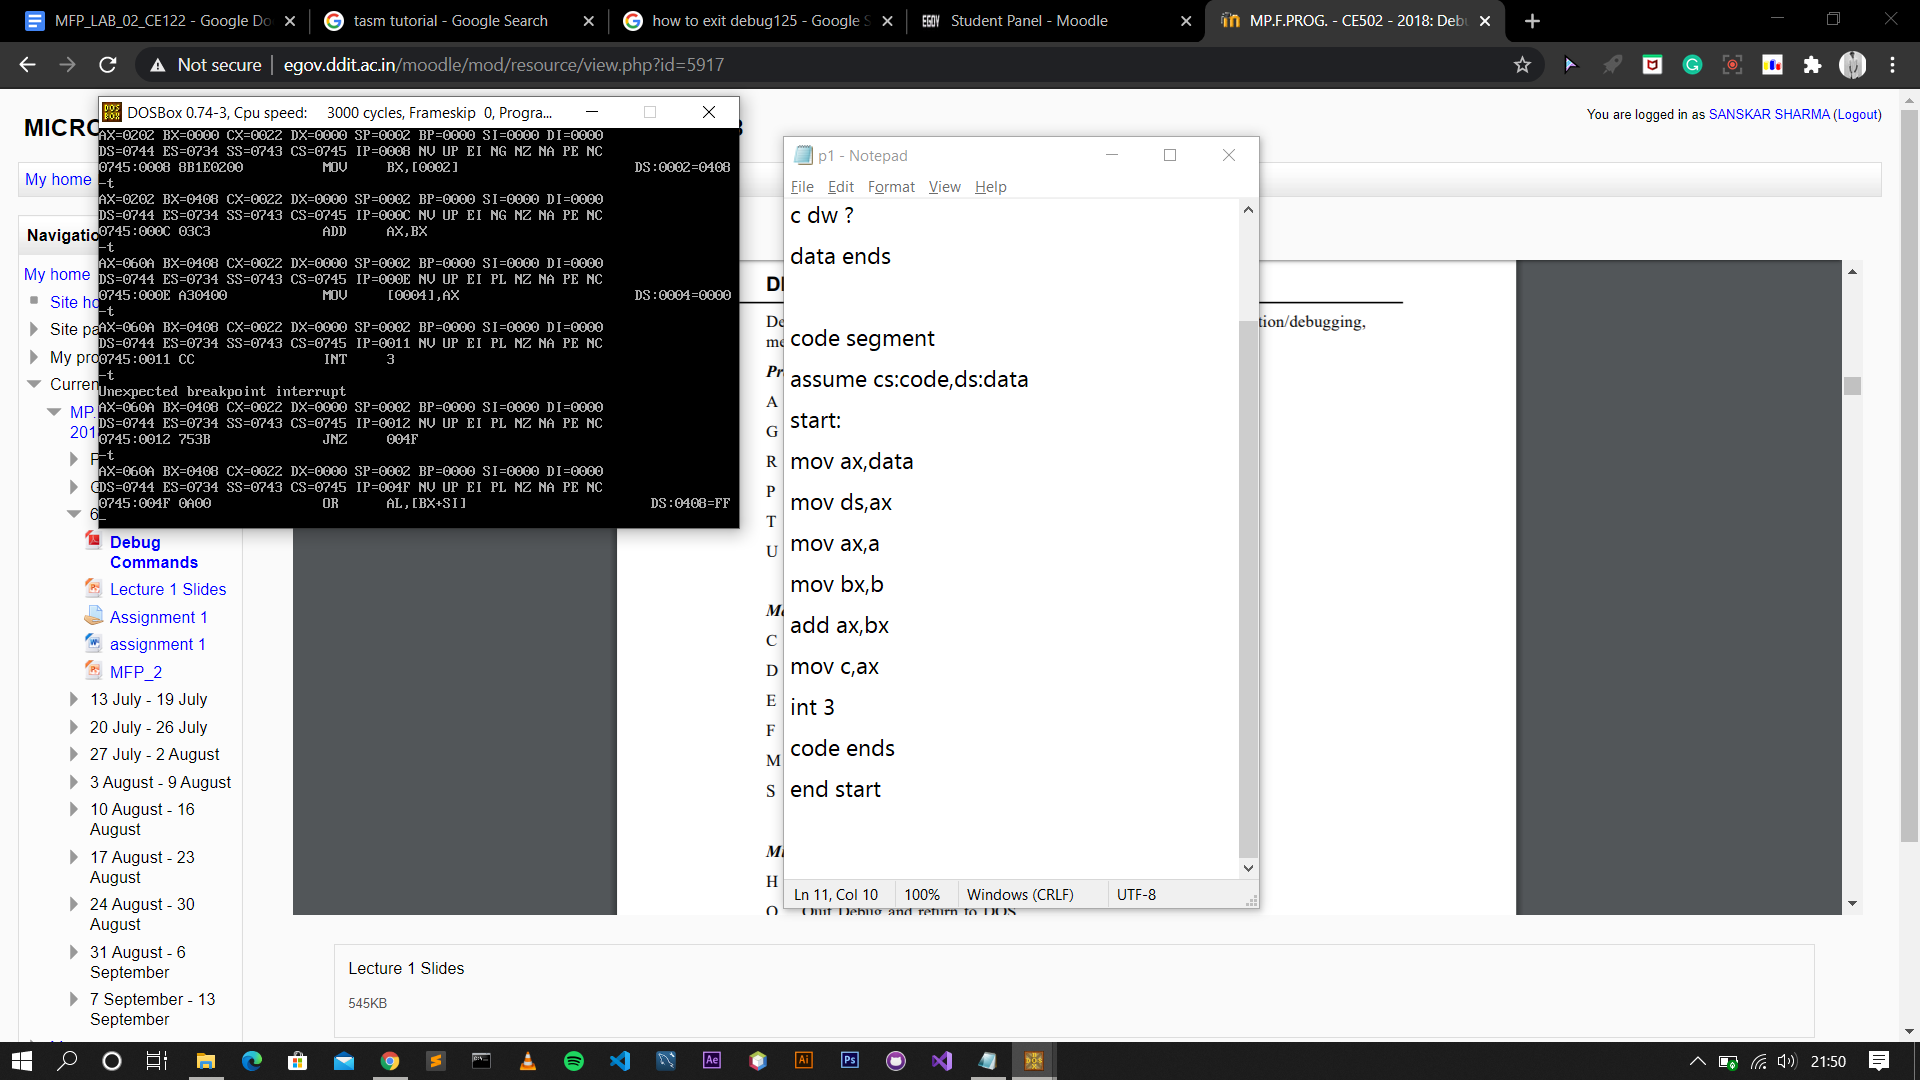 MFP_LAB_02_CE122 - Google Do
tasm tutorial - Google Search
how to exit debug125 - Google S
EGOV Student Panel - Moodle
MP.F.PROG. - CE502 - 2018: Deb
Not secure egov.ddit.ac.in/moodle/mod/resource/view.php?id=5917
You are logged in as SANSKAR SHARMA (Logout)
MICRO
My home
Navigatio
My home
Site ho
Site pa
My pro
Curren
MP.
201
6
Debug
Commands
Lecture 1 Slides
Assignment 1
assignment 1
MFP_2
13 July - 19 July
20 July - 26 July
27 July - 2 August
3 August - 9 August
10 August - 16
August
17 August - 23
August
24 August - 30
August
31 August - 6
September
7 September - 13
September
DOSBox 0.74-3, Cpu speed: 3000 cycles, Frameskip 0, Progra...
AX=0202 BX=0000 CX=0022 DX=0000 SP=0002 BP=0000 SI=0000 DI=0000
DS=0744 ES=0734 SS=0743 CS=0745 IP=0008 NV UP EI NG NZ NA PE NC
0745:0008 8B1E0200 MOV BX,[0002] DS:0002=0408
-t
AX=0202 BX=0408 CX=0022 DX=0000 SP=0002 BP=0000 SI=0000 DI=0000
DS=0744 ES=0734 SS=0743 CS=0745 IP=000C NV UP EI NG NZ NA PE NC
0745:000C 03C3 ADD AX,BX
-t
AX=060A BX=0408 CX=0022 DX=0000 SP=0002 BP=0000 SI=0000 DI=0000
DS=0744 ES=0734 SS=0743 CS=0745 IP=000E NV UP EI PL NZ NA PE NC
0745:000E A30400 MOV [0004],AX DS:0004=0000
-t
AX=060A BX=0408 CX=0022 DX=0000 SP=0002 BP=0000 SI=0000 DI=0000
DS=0744 ES=0734 SS=0743 CS=0745 IP=0011 NV UP EI PL NZ NA PE NC
0745:0011 CC INT 3
-t
Unexpected breakpoint interrupt
AX=060A BX=0408 CX=0022 DX=0000 SP=0002 BP=0000 SI=0000 DI=0000
DS=0744 ES=0734 SS=0743 CS=0745 IP=0012 NV UP EI PL NZ NA PE NC
0745:0012 753B JNZ 004F
-t
AX=060A BX=0408 CX=0022 DX=0000 SP=0002 BP=0000 SI=0000 DI=0000
DS=0744 ES=0734 SS=0743 CS=0745 IP=004F NV UP EI PL NZ NA PE NC
0745:004F 0A00 OR AL,[BX+SI] DS:0408=FF
-
De
tion/debugging,
me
A
G
R
P
T
U
C
D
E
F
M
S
H
Q Quit Debug and return to DOS
p1 - Notepad
File Edit Format View Help
c dw ?
data ends
code segment
assume cs:code,ds:data
start:
mov ax,data
mov ds,ax
mov ax,a
mov bx,b
add ax,bx
mov c,ax
int 3
code ends
end start
Ln 11, Col 10 100% Windows (CRLF) UTF-8
Lecture 1 Slides
545KB
21:50